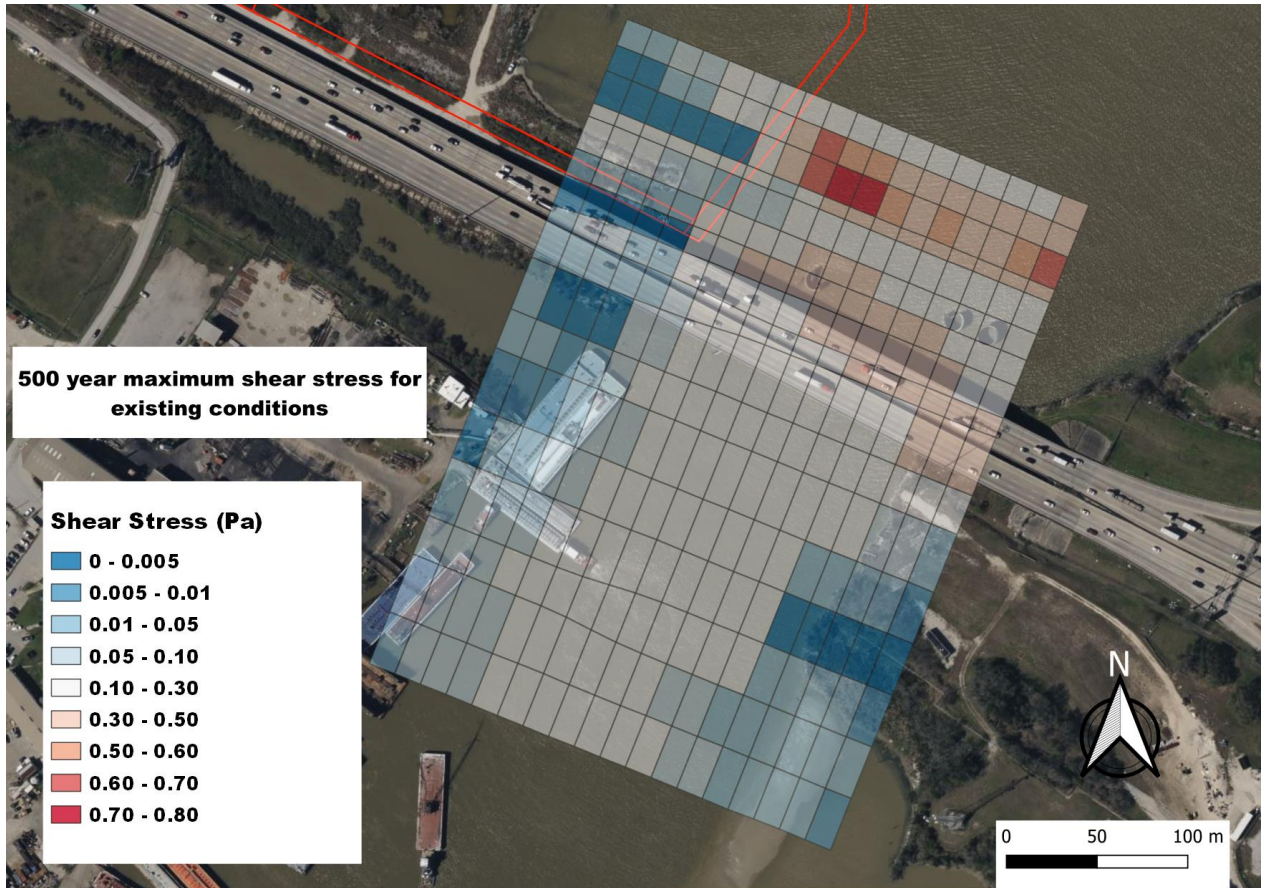 500 year maximum shear stress for
existing conditions
Shear Stress (Pa)
0 - 0.005
0.005 - 0.01
0.01 - 0.05
0.05 - 0.10
0.10 - 0.30
0.30 - 0.50
0.50 - 0.60
0.60 - 0.70
0.70 - 0.80
N
0 50 100 m